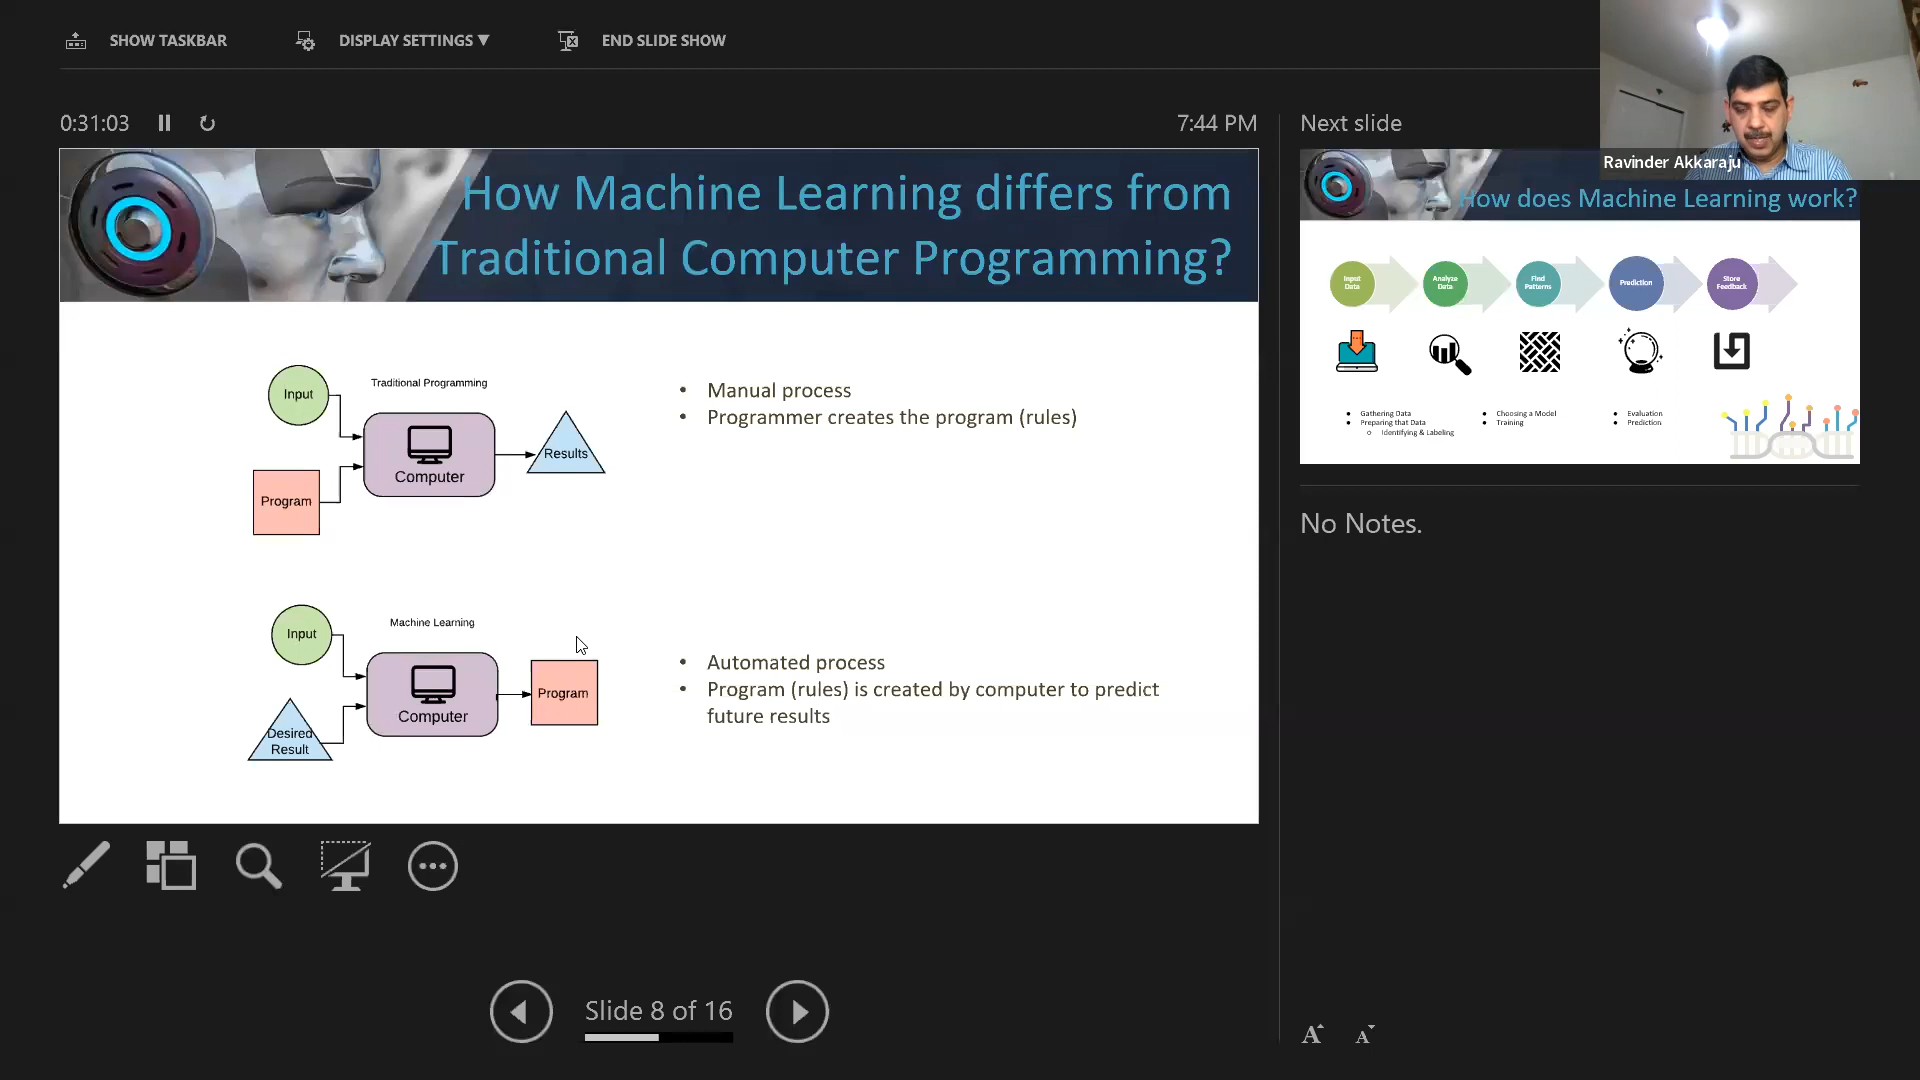 SHOW TASKBAR
DISPLAY SETTINGS ▼
END SLIDE SHOW
0:31:03
7:44 PM
How Machine Learning differs from
Traditional Computer Programming?
Input
Traditional Programming
Computer
Results
Program
• Manual process
• Programmer creates the program (rules)
Input
Machine Learning
Computer
Program
Desired
Result
• Automated process
• Program (rules) is created by computer to predict
future results
Slide 8 of 16
Next slide
Ravinder Akkaraju
How does Machine Learning work?
Input
Data
Analyze
Data
Find
Patterns
Prediction
Store
Feedback
• Gathering Data
• Preparing that Data
○ Identifying & Labeling
• Choosing a Model
• Training
• Evaluation
• Prediction
No Notes.
A
A